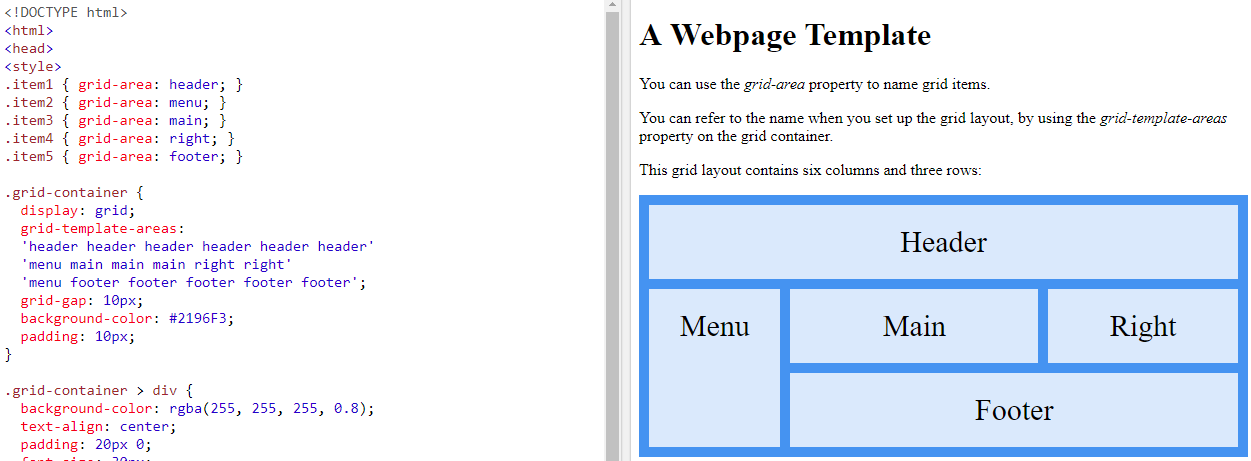 <!DOCTYPE html>
<html>
<head>
<style>
.item1 { grid-area: header; }
.item2 { grid-area: menu; }
.item3 { grid-area: main; }
.item4 { grid-area: right; }
.item5 { grid-area: footer; }
.grid-container {
display: grid;
grid-template-areas:
'header header header header header header'
'menu main main main right right'
'menu footer footer footer footer footer';
grid-gap: 10px;
background-color: #2196F3;
padding: 10px;
}
.grid-container > div {
background-color: rgba(255, 255, 255, 0.8);
text-align: center;
padding: 20px 0;
A Webpage Template
You can use the grid-area property to name grid items.
You can refer to the name when you set up the grid layout, by using the grid-template-areas
property on the grid container.
This grid layout contains six columns and three rows:
Header
Menu
Main
Right
Footer